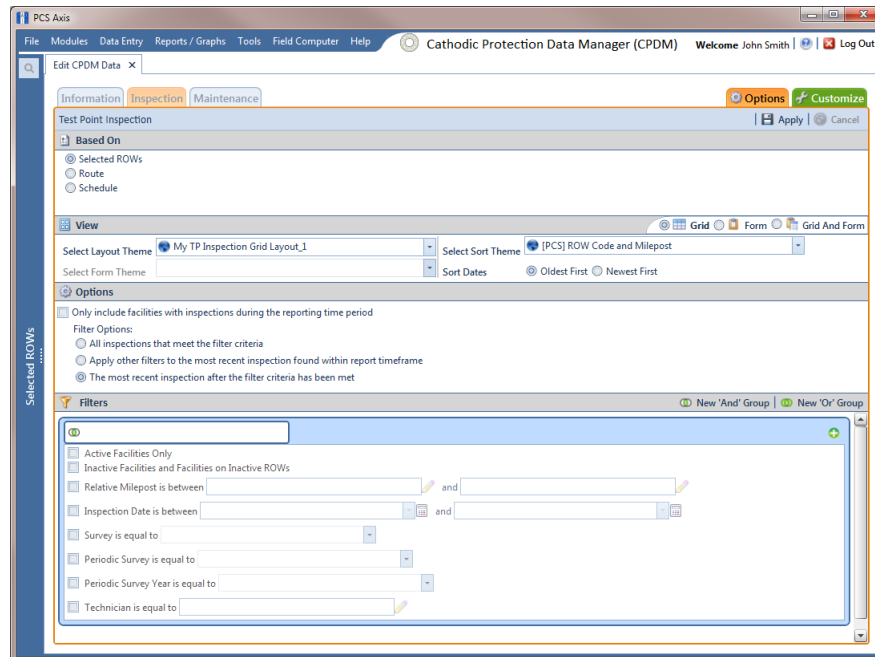 PCS Axis
File Modules Data Entry Reports / Graphs Tools Field Computer Help Cathodic Protection Data Manager (CPDM) Welcome John Smith Log Out
Edit CPDM Data
Information Inspection Maintenance Options Customize
Test Point Inspection Apply Cancel
Based On
Selected ROWs
Route
Schedule
View Grid Form Grid And Form
Select Layout Theme My TP Inspection Grid Layout_1 Select Sort Theme [PCS] ROW Code and Milepost
Select Form Theme Sort Dates Oldest First Newest First
Options
Only include facilities with inspections during the reporting time period
Filter Options:
All inspections that meet the filter criteria
Apply other filters to the most recent inspection found within report timeframe
The most recent inspection after the filter criteria has been met
Selected ROWs
Filters New 'And' Group New 'Or' Group
Active Facilities Only
Inactive Facilities and Facilities on Inactive ROWs
Relative Milepost is between and
Inspection Date is between and
Survey is equal to
Periodic Survey is equal to
Periodic Survey Year is equal to
Technician is equal to